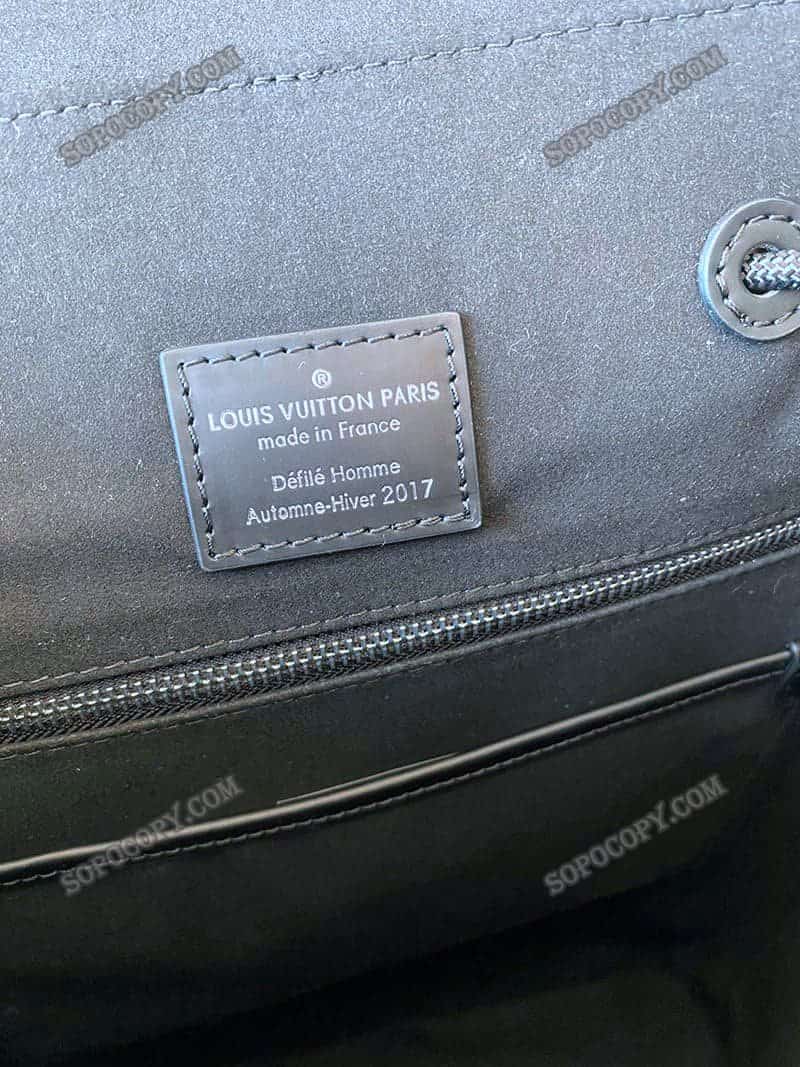 SOPOCOPY.COM
SOPOCOPY.COM
®
LOUIS VUITTON PARIS
made in France
Défilé Homme
Automne-Hiver 2017
SOPOCOPY.COM
SOPOCOPY.COM